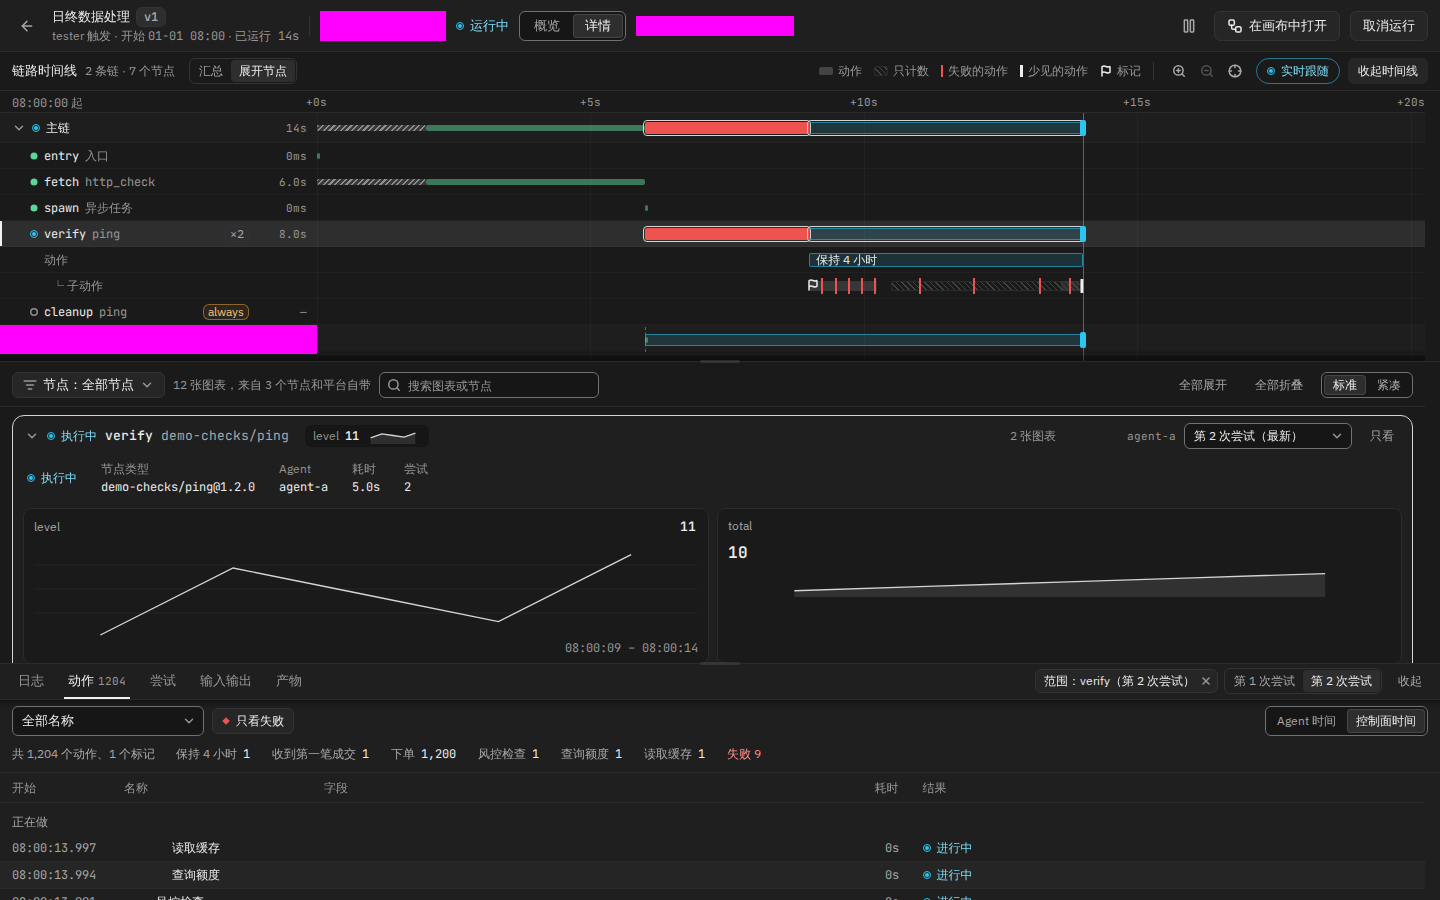 日终数据处理 v1
tester 触发 · 开始 01-01 08:00 · 已运行 14s
运行中
概览 详情
在画布中打开
取消运行
链路时间线 2 条链 · 7 个节点 汇总 展开节点
动作 只计数 失败的动作 少见的动作 标记
实时跟随 收起时间线
08:00:00 起 +0s +5s +10s +15s +20s
主链 14s
entry 入口 0ms
fetch http_check 6.0s
spawn 异步任务 0ms
verify ping ×2 8.0s
动作 保持 4 小时
子动作
cleanup ping always —
节点：全部节点 12 张图表，来自 3 个节点和平台自带 搜索图表或节点
全部展开 全部折叠 标准 紧凑
执行中 verify demo-checks/ping level 11
2 张图表 agent-a 第 2 次尝试（最新） 只看
执行中
节点类型 Agent 耗时 尝试
demo-checks/ping@1.2.0 agent-a 5.0s 2
level 11
08:00:09 – 08:00:14
total
10
日志 动作 1204 尝试 输入输出 产物
范围：verify（第 2 次尝试） 第 1 次尝试 第 2 次尝试 收起
全部名称 只看失败
Agent 时间 控制面时间
共 1,204 个动作、1 个标记 保持 4 小时 1 收到第一笔成交 1 下单 1,200 风控检查 1 查询额度 1 读取缓存 1 失败 9
开始 名称 字段 耗时 结果
正在做
08:00:13.997 读取缓存 0s 进行中
08:00:13.994 查询额度 0s 进行中
08:00:13.991 风控检查 0s 进行中